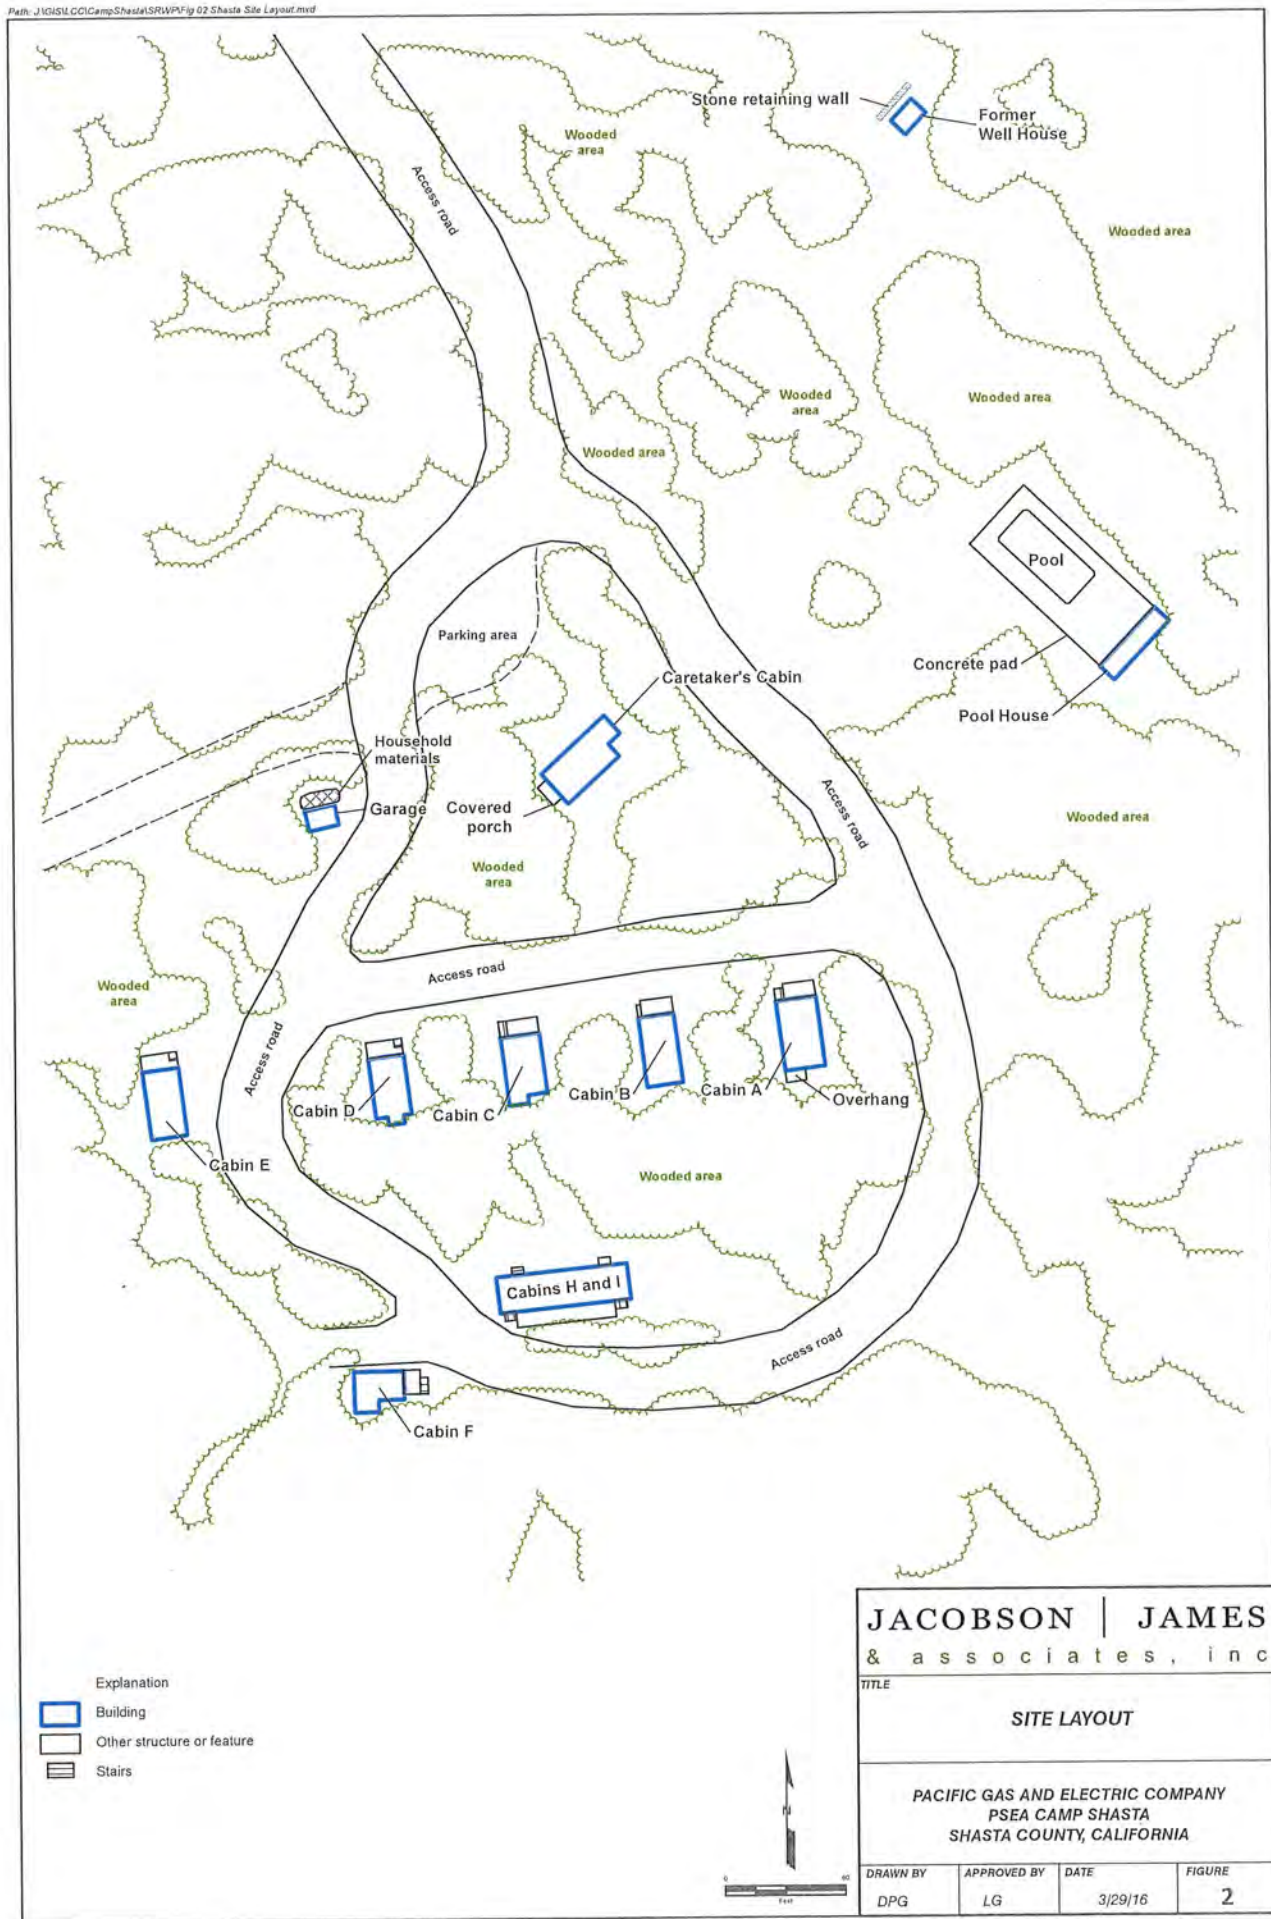 Path: J:\GIS\LCC\CampShasta\SRWP\Fig 02 Shasta Site Layout.mxd
Stone retaining wall
Former
Well House
Wooded
area
Access road
Wooded area
Wooded
area
Wooded area
Wooded area
Pool
Parking area
Concrete pad
Caretaker's Cabin
Pool House
Household
materials
Garage
Covered
porch
Access road
Wooded area
Wooded
area
Access road
Wooded
area
Access road
Cabin D
Cabin C
Cabin B
Cabin A
Overhang
Cabin E
Wooded area
Cabins H and I
Access road
Cabin F
JACOBSON | JAMES
& associates, inc
TITLE
SITE LAYOUT
PACIFIC GAS AND ELECTRIC COMPANY
PSEA CAMP SHASTA
SHASTA COUNTY, CALIFORNIA
DRAWN BY
DPG
APPROVED BY
LG
DATE
3/29/16
FIGURE
2
Explanation
Building
Other structure or feature
Stairs
N
0 60
Feet